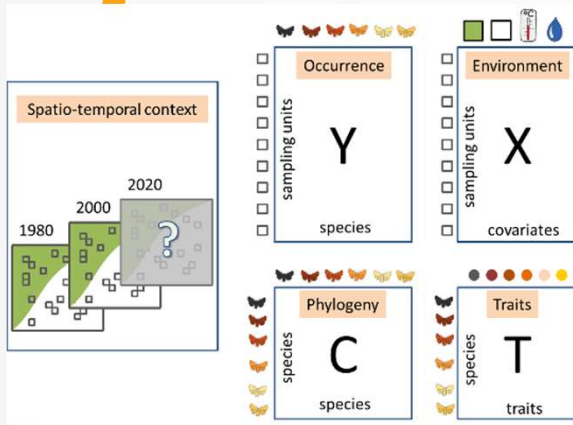 Spatio-temporal context
1980
2000
2020
?
Occurrence
sampling units
Y
species
°C
Environment
sampling units
X
covariates
Phylogeny
species
C
species
Traits
species
T
traits